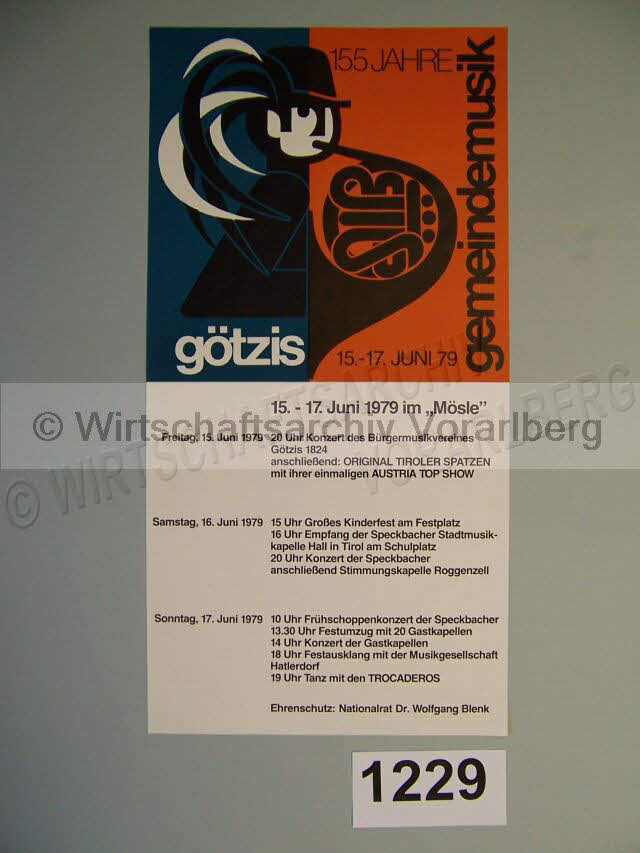 155 JAHRE
gemeindemusik
götzis
15.-17. JUNI 79
15. - 17. Juni 1979 im „Mösle”
Freitag, 15. Juni 1979 20 Uhr Konzert des Bürgermusikvereines
Götzis 1824
anschließend: ORIGINAL TIROLER SPATZEN
mit ihrer einmaligen AUSTRIA TOP SHOW
Samstag, 16. Juni 1979 15 Uhr Großes Kinderfest am Festplatz
16 Uhr Empfang der Speckbacher Stadtmusik-
kapelle Hall in Tirol am Schulplatz
20 Uhr Konzert der Speckbacher
anschließend Stimmungskapelle Roggenzell
Sonntag, 17. Juni 1979 10 Uhr Frühschoppenkonzert der Speckbacher
13.30 Uhr Festumzug mit 20 Gastkapellen
14 Uhr Konzert der Gastkapellen
18 Uhr Festausklang mit der Musikgesellschaft
Hatlerdorf
19 Uhr Tanz mit den TROCADEROS
Ehrenschutz: Nationalrat Dr. Wolfgang Blenk
1229
© Wirtschaftsarchiv Vorarlberg
© WIRTSCHAFTSARCHIV
VORARLBERG